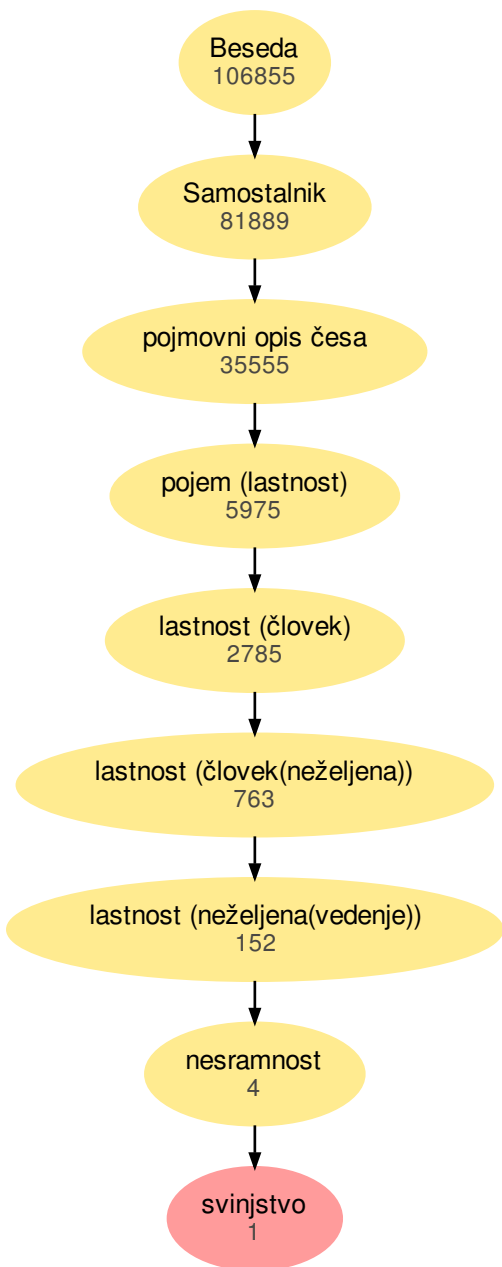 Beseda
106855
Samostalnik
81889
pojmovni opis česa
35555
pojem (lastnost)
5975
lastnost (človek)
2785
lastnost (človek(neželjena))
763
lastnost (neželjena(vedenje))
152
nesramnost
4
svinjstvo
1